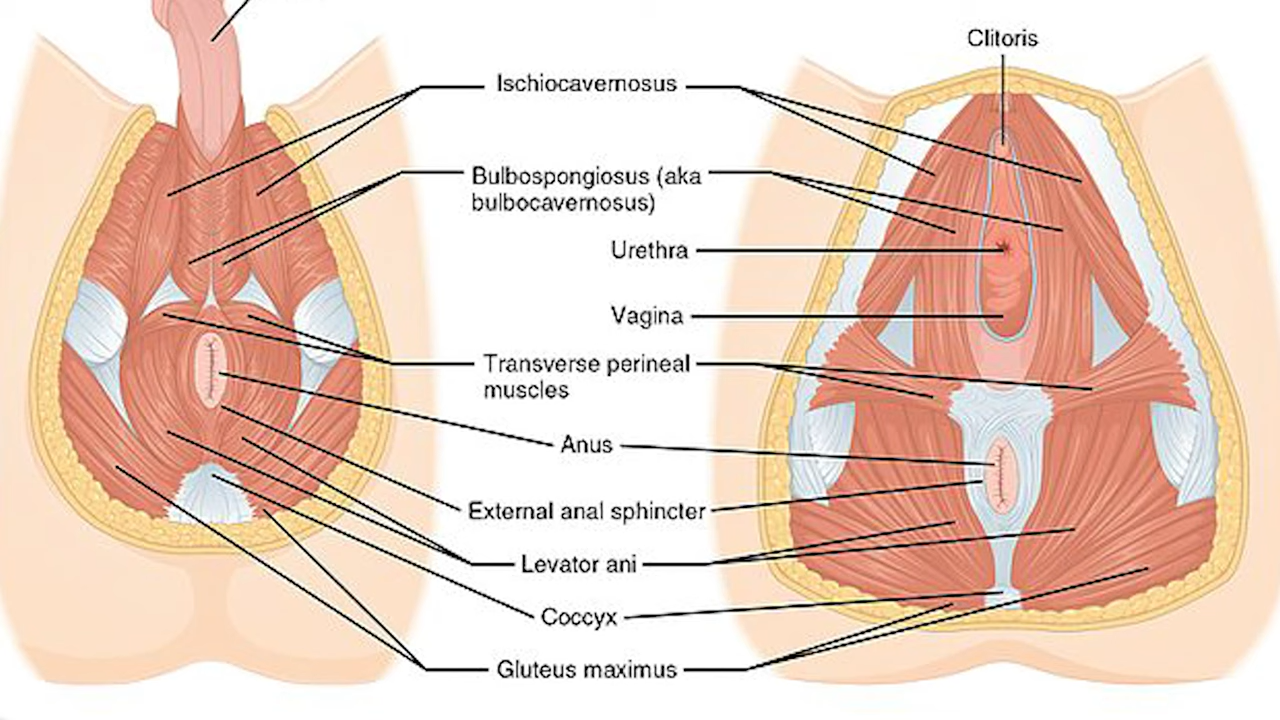 Clitoris
Ischiocavernosus
Bulbospongiosus (aka
bulbocavernosus)
Urethra
Vagina
Transverse perineal
muscles
Anus
External anal sphincter
Levator ani
Coccyx
Gluteus maximus